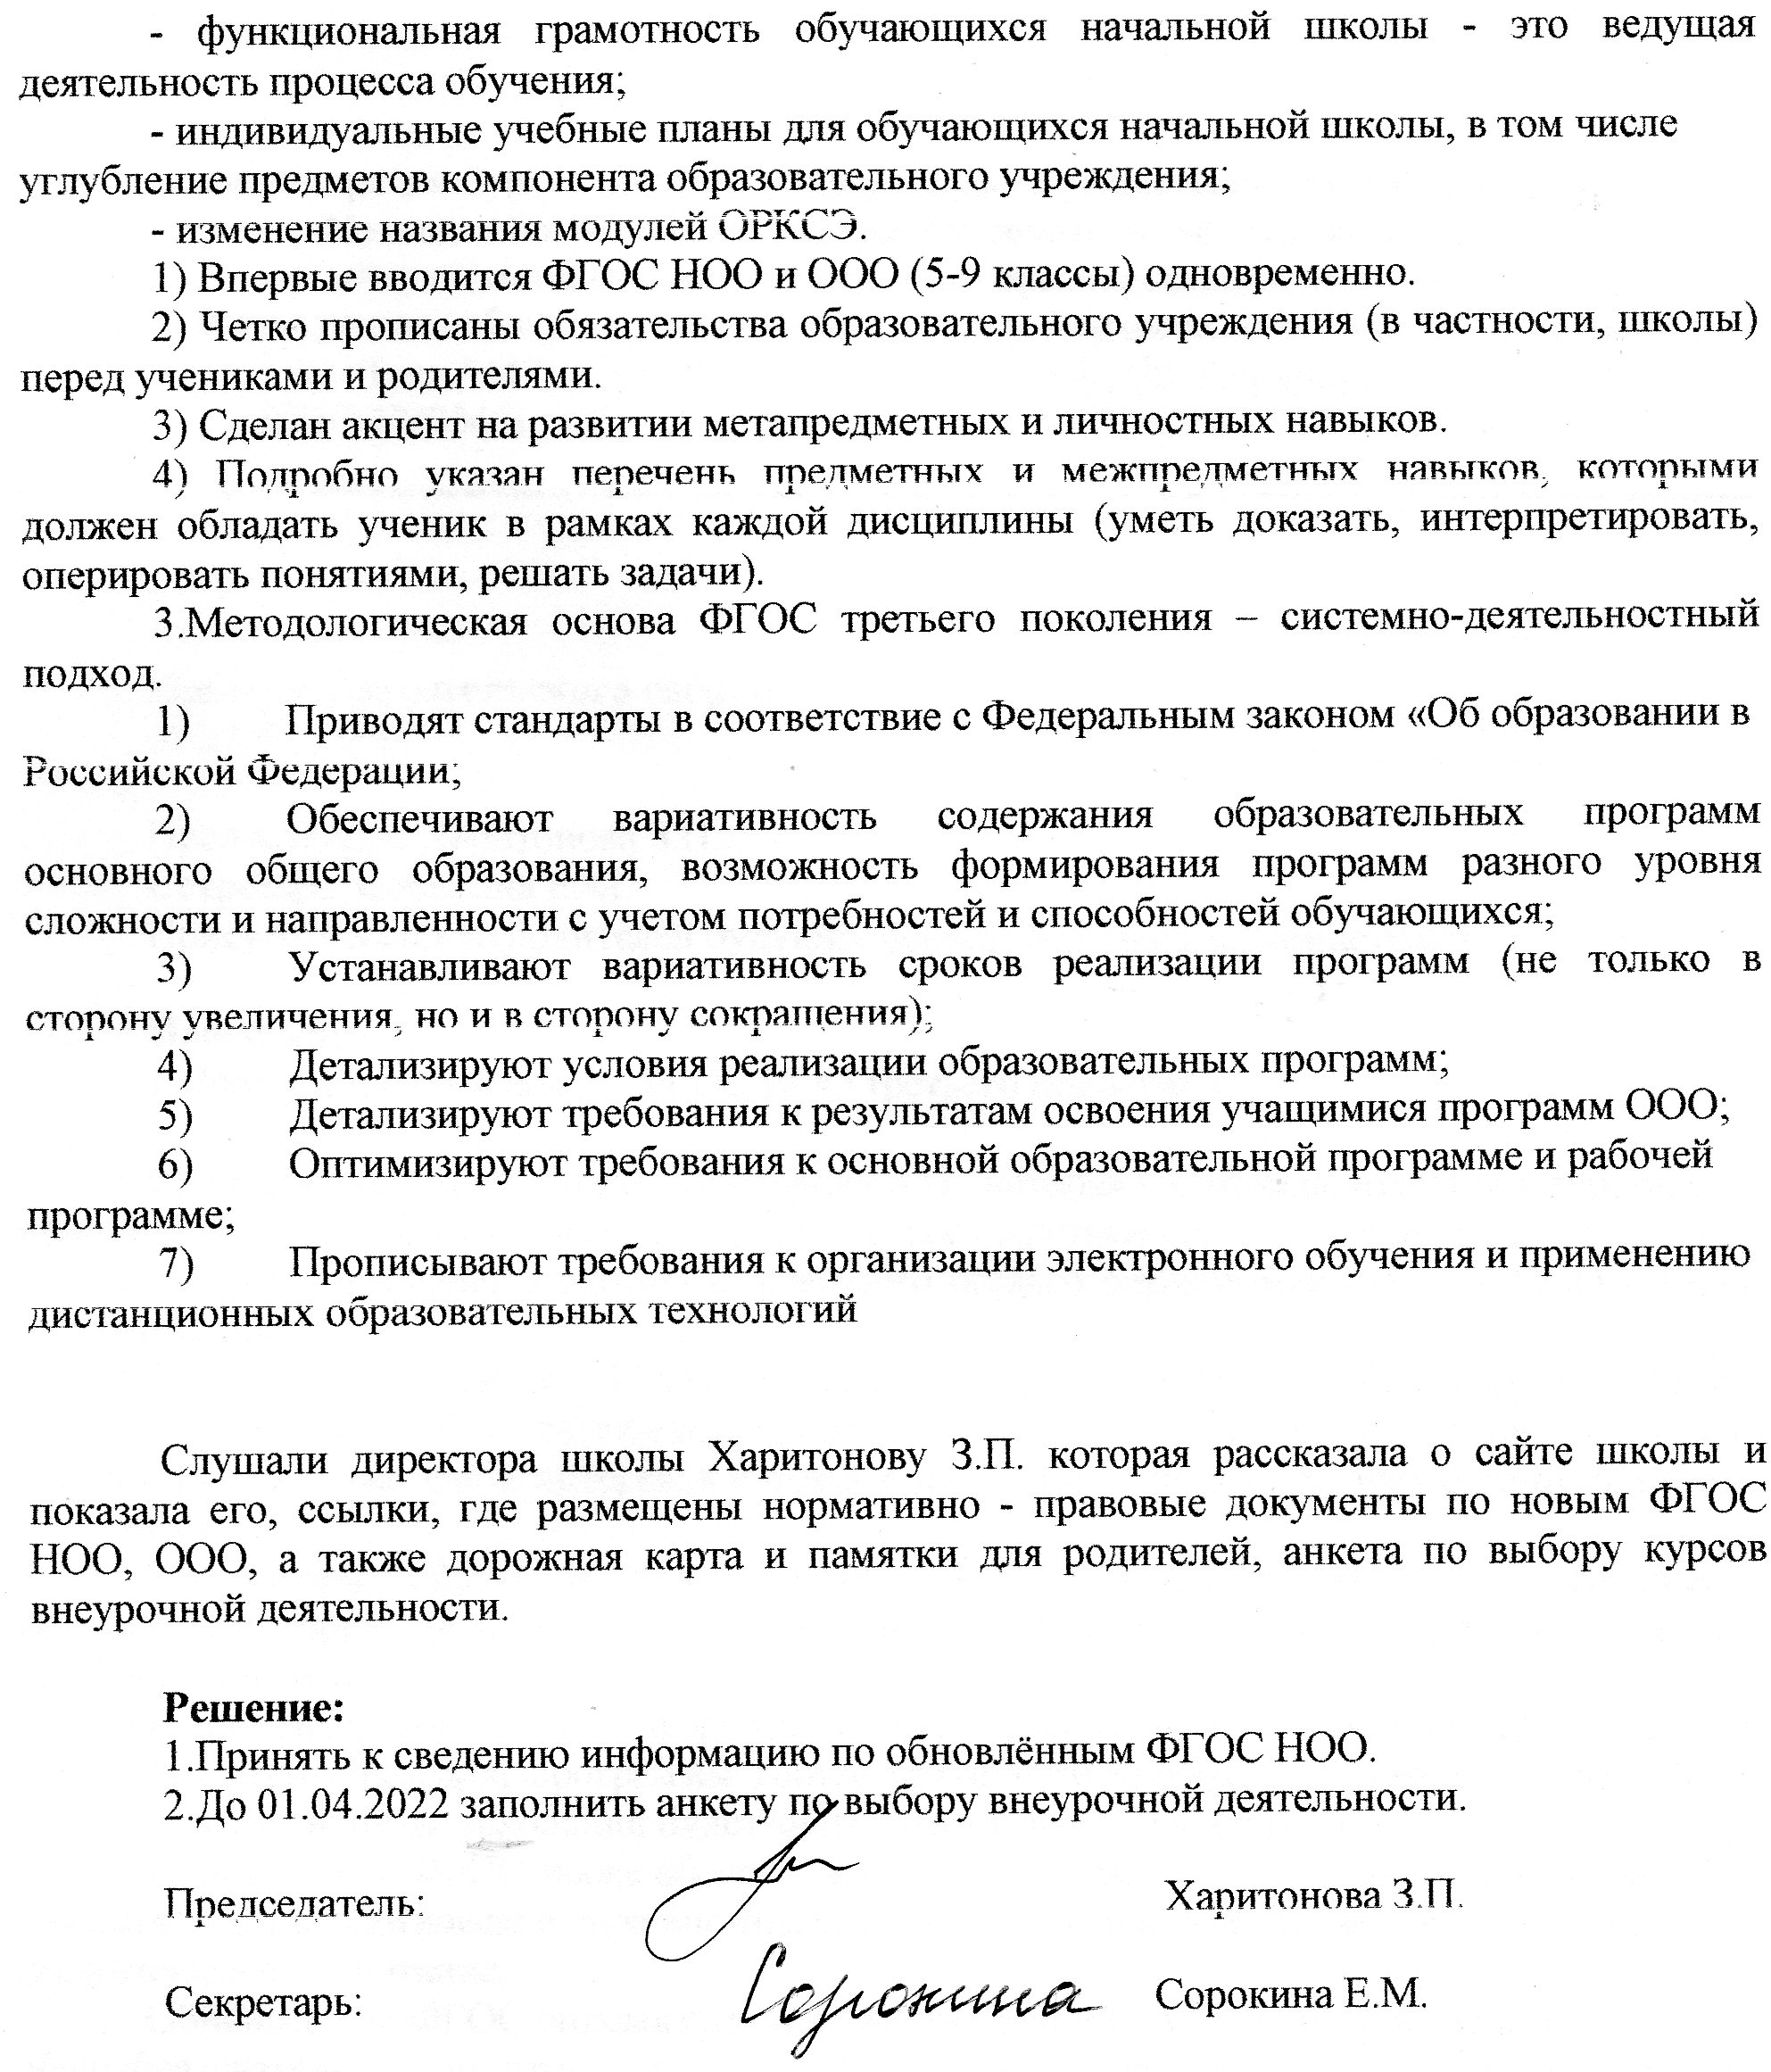 - функциональная грамотность обучающихся начальной школы - это ведущая
деятельность процесса обучения;
- индивидуальные учебные планы для обучающихся начальной школы, в том числе
углубление предметов компонента образовательного учреждения;
- изменение названия модулей ОРКСЭ.
1) Впервые вводится ФГОС НОО и ООО (5-9 классы) одновременно.
2) Четко прописаны обязательства образовательного учреждения (в частности, школы)
перед учениками и родителями.
3) Сделан акцент на развитии метапредметных и личностных навыков.
4) Подробно указан перечень предметных и межпредметных навыков, которыми
должен обладать ученик в рамках каждой дисциплины (уметь доказать, интерпретировать,
оперировать понятиями, решать задачи).
3.Методологическая основа ФГОС третьего поколения – системно-деятельностный
подход.
1) Приводят стандарты в соответствие с Федеральным законом «Об образовании в
Российской Федерации;
2) Обеспечивают вариативность содержания образовательных программ
основного общего образования, возможность формирования программ разного уровня
сложности и направленности с учетом потребностей и способностей обучающихся;
3) Устанавливают вариативность сроков реализации программ (не только в
сторону увеличения, но и в сторону сокращения);
4) Детализируют условия реализации образовательных программ;
5) Детализируют требования к результатам освоения учащимися программ ООО;
6) Оптимизируют требования к основной образовательной программе и рабочей
программе;
7) Прописывают требования к организации электронного обучения и применению
дистанционных образовательных технологий
Слушали директора школы Харитонову З.П. которая рассказала о сайте школы и
показала его, ссылки, где размещены нормативно - правовые документы по новым ФГОС
НОО, ООО, а также дорожная карта и памятки для родителей, анкета по выбору курсов
внеурочной деятельности.
Решение:
1.Принять к сведению информацию по обновлённым ФГОС НОО.
2.До 01.04.2022 заполнить анкету по выбору внеурочной деятельности.
Председатель: Харитонова З.П.
Секретарь: Сорокина Сорокина Е.М.